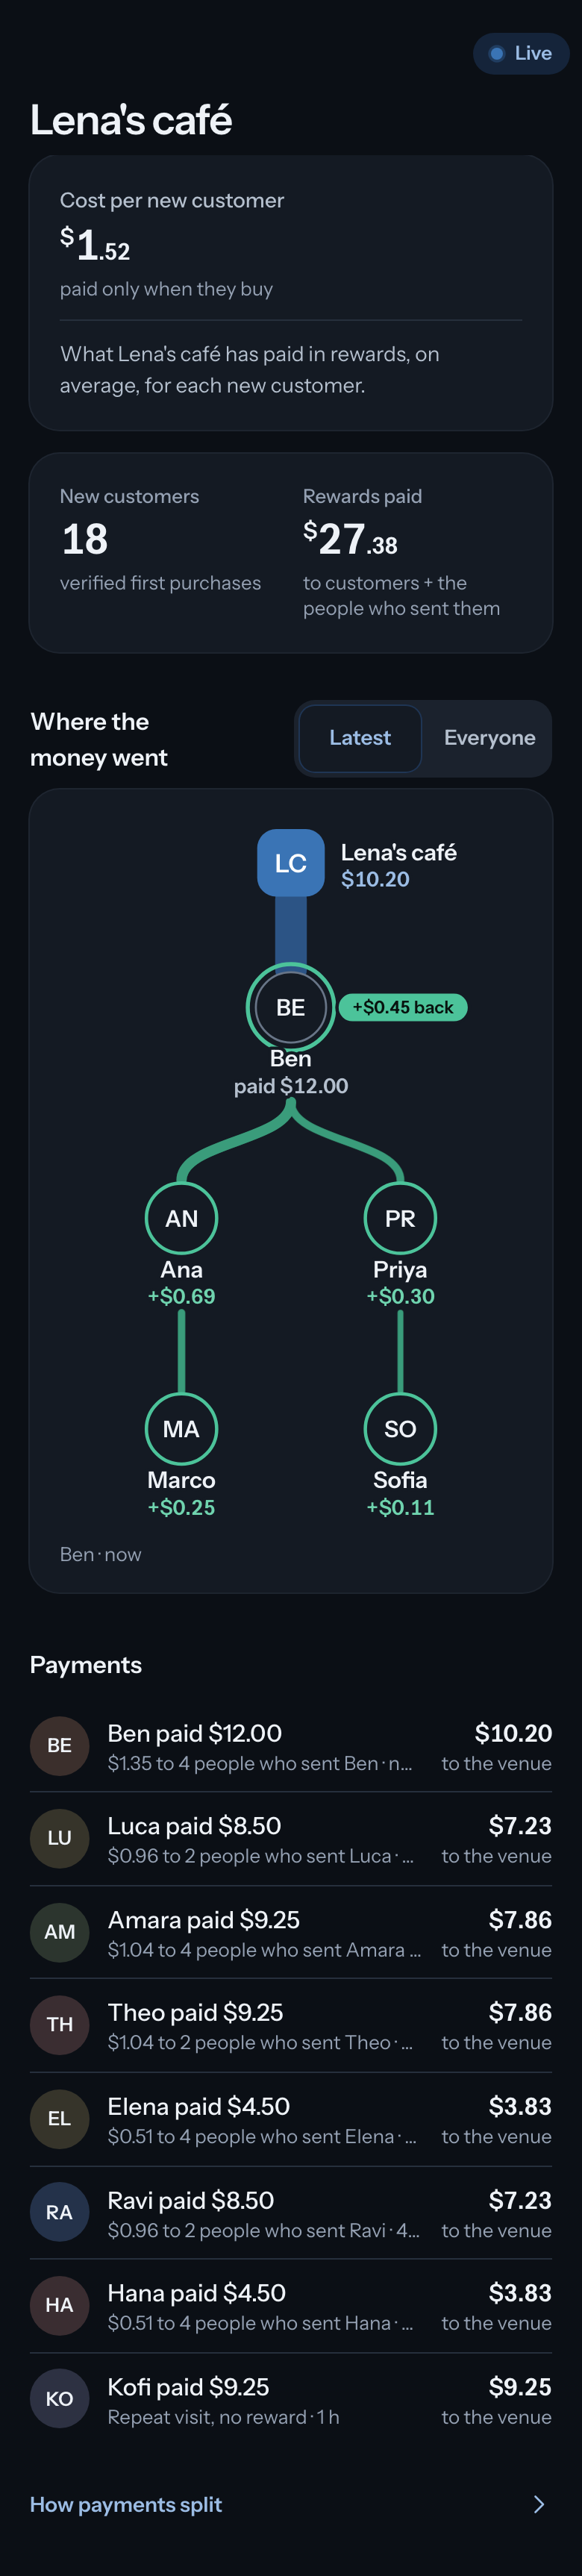 Live
Lena's café
Cost per new customer
$1.52
paid only when they buy
What Lena's café has paid in rewards, on
average, for each new customer.
New customers
18
verified first purchases
Rewards paid
$27.38
to customers + the
people who sent them
Where the
money went
Latest
Everyone
LC
Lena's café
$10.20
BE
+$0.45 back
Ben
paid $12.00
AN
PR
Ana
Priya
+$0.69
+$0.30
MA
SO
Marco
Sofia
+$0.25
+$0.11
Ben · now
Payments
BE
Ben paid $12.00
$10.20
$1.35 to 4 people who sent Ben · n...
to the venue
LU
Luca paid $8.50
$7.23
$0.96 to 2 people who sent Luca · ...
to the venue
AM
Amara paid $9.25
$7.86
$1.04 to 4 people who sent Amara ...
to the venue
TH
Theo paid $9.25
$7.86
$1.04 to 2 people who sent Theo · ...
to the venue
EL
Elena paid $4.50
$3.83
$0.51 to 4 people who sent Elena · ...
to the venue
RA
Ravi paid $8.50
$7.23
$0.96 to 2 people who sent Ravi · 4...
to the venue
HA
Hana paid $4.50
$3.83
$0.51 to 4 people who sent Hana · ...
to the venue
KO
Kofi paid $9.25
$9.25
Repeat visit, no reward · 1 h
to the venue
How payments split